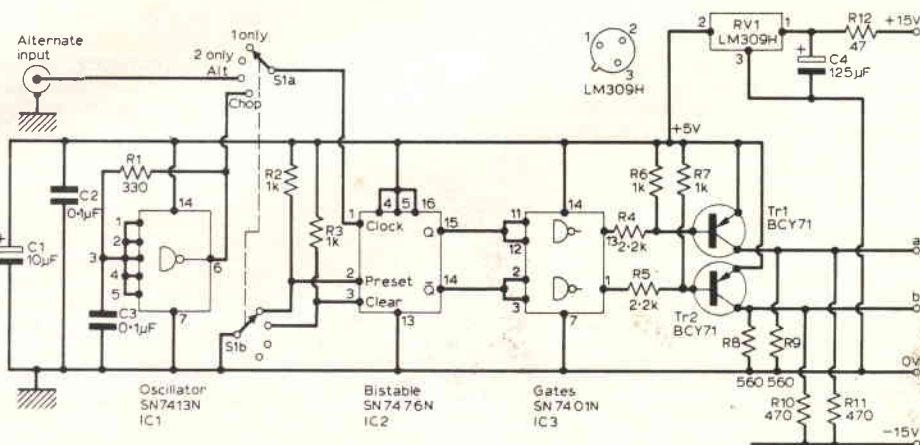 Alternate
input
1 only
2 only
Alt
Chop
S1a
1
2
3
LM309H
2
RV1
LM309H
1
3
R12
47
+15V
+
C4
125µF
+5V
R1
330
C2
0·1µF
+
C1
10µF
C3
0·1µF
1
2
3
4
5
14
6
7
R2
1k
R3
1k
S1b
4
5
16
1
Clock
Q
15
2
Preset
3
Clear
Q̄
14
13
11
12
2
3
14
13
1
7
R4
2·2k
R5
2·2k
R6
1k
R7
1k
Tr1
BCY71
Tr2
BCY71
a
b
R8
560
R9
560
0V
R10
470
R11
470
-15V
Oscillator
SN7413N
IC1
Bistable
SN7476N
IC2
Gates
SN7401N
IC3